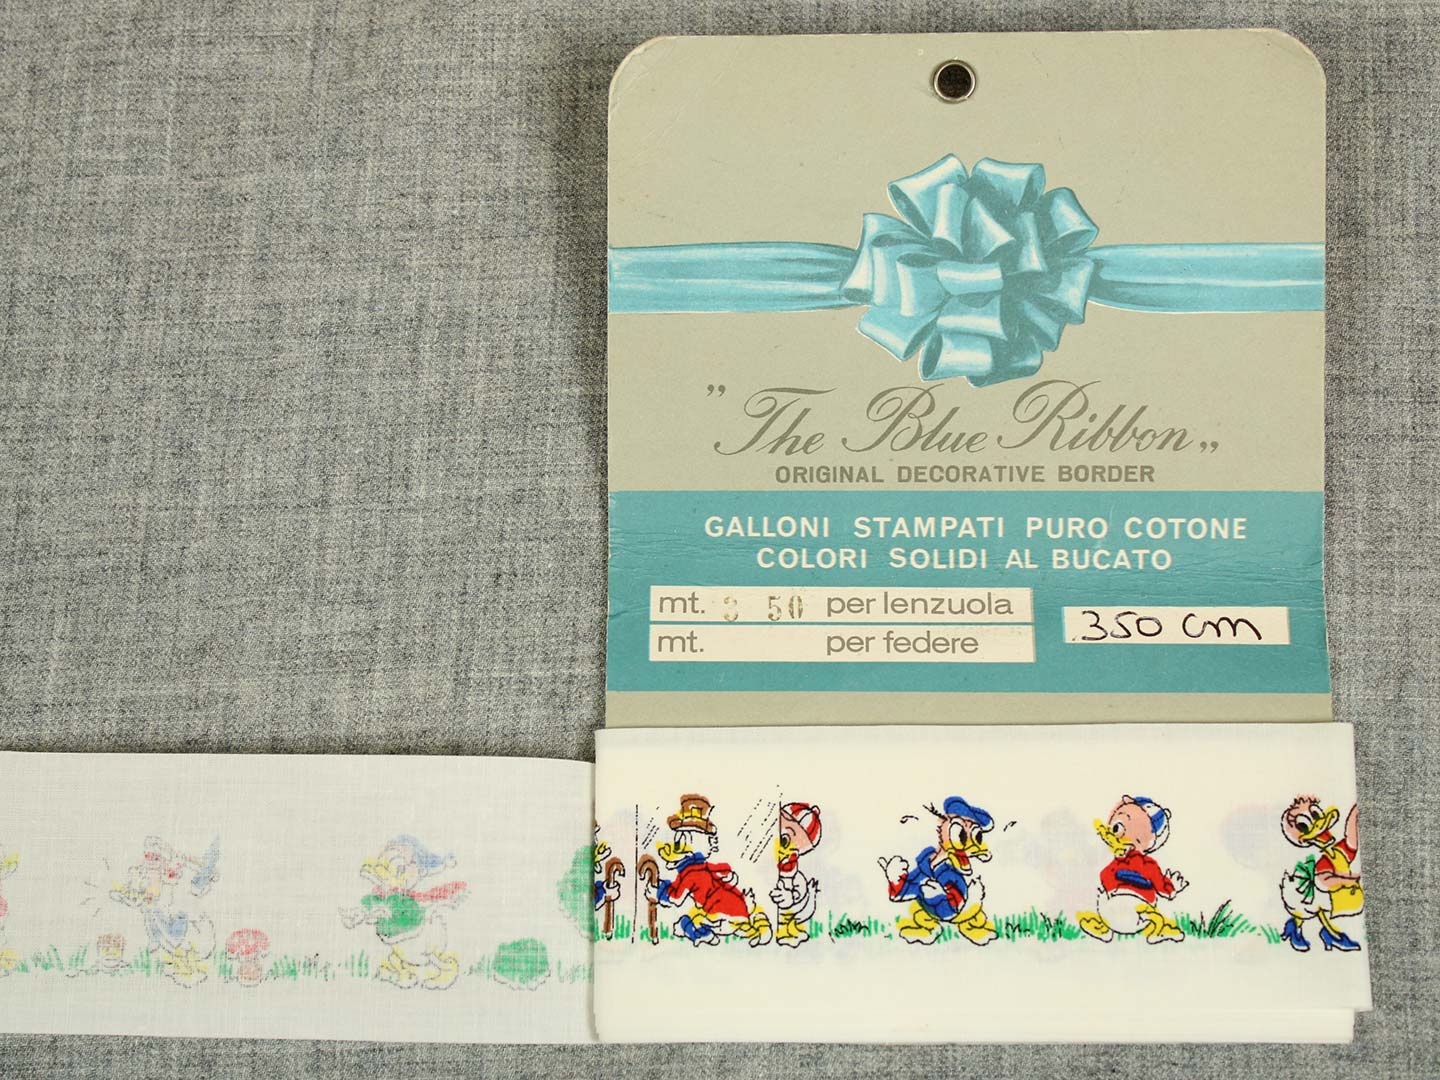 "The Blue Ribbon"
ORIGINAL DECORATIVE BORDER
GALLONI STAMPATI PURO COTONE
COLORI SOLIDI AL BUCATO
mt. 3 50 per lenzuola
mt. per federe
350 cm